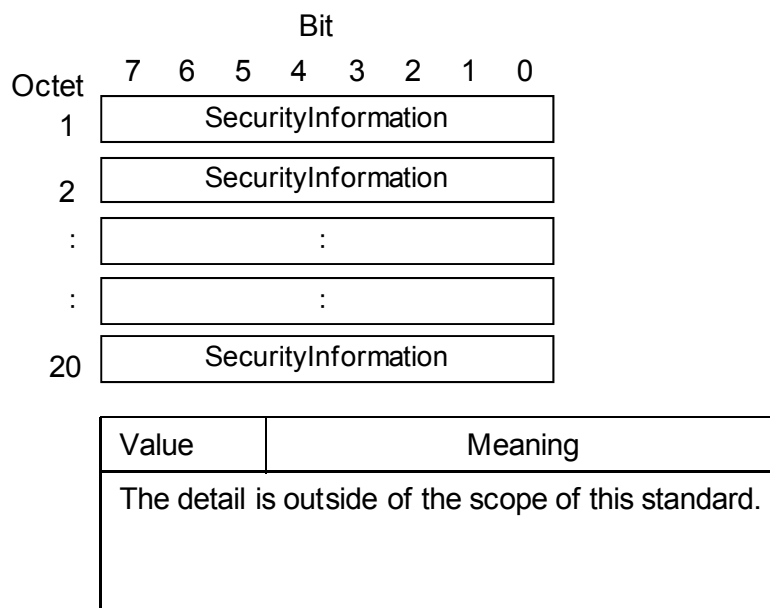 Bit
Octet 7 6 5 4 3 2 1 0
1 SecurityInformation
2 SecurityInformation
: :
: :
20 SecurityInformation
Value Meaning
The detail is outside of the scope of this standard.